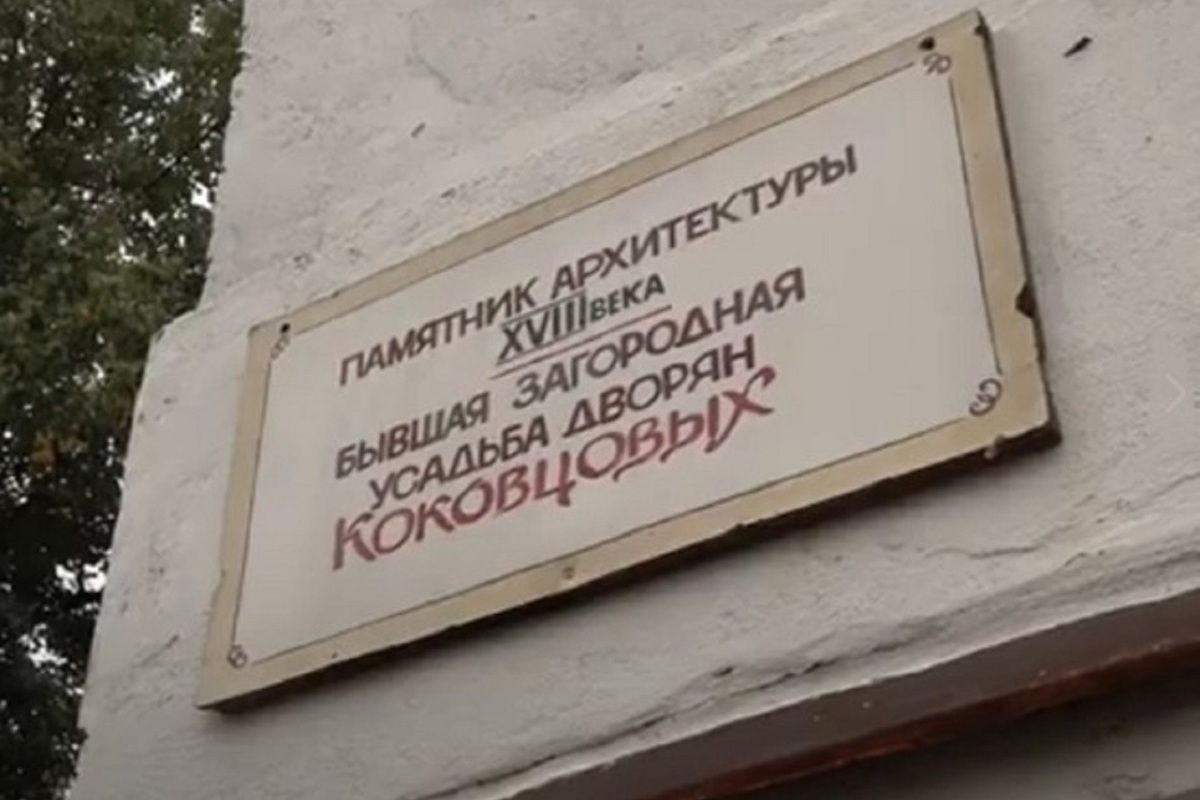 ПАМЯТНИК АРХИТЕКТУРЫ
XVIII ВЕКА
БЫВШАЯ ЗАГОРОДНАЯ
УСАДЬБА ДВОРЯН
КОКОВЦОВЫХ